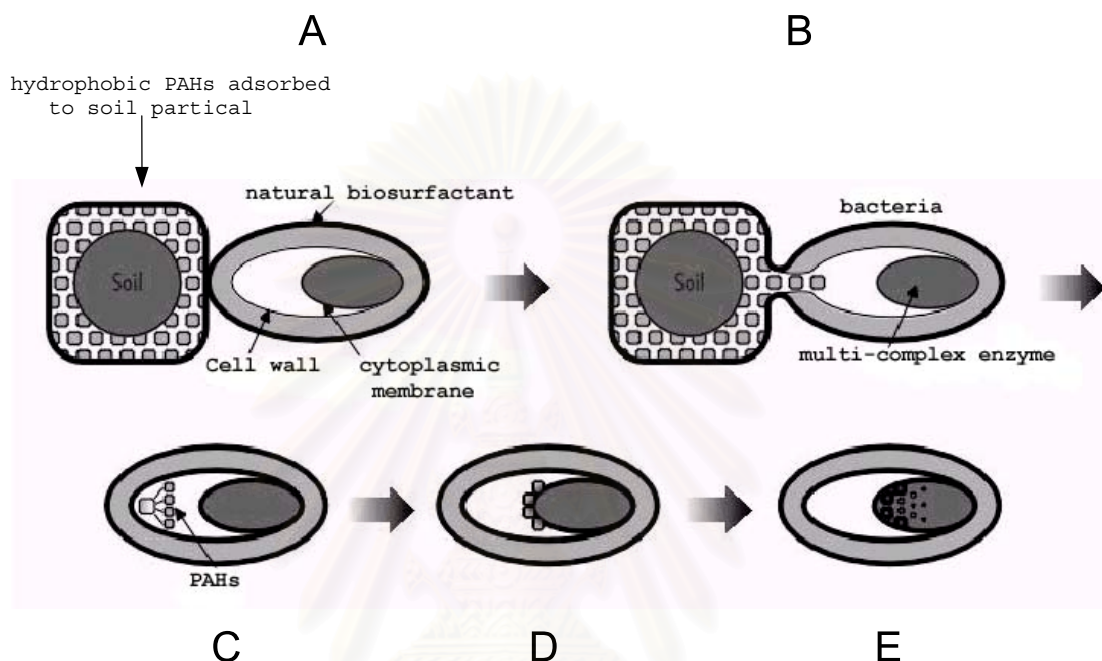 A
B
hydrophobic PAHs adsorbed
to soil partical
natural biosurfactant
bacteria
Soil
Soil
multi-complex enzyme
Cell wall
cytoplasmic
membrane
PAHs
C
D
E